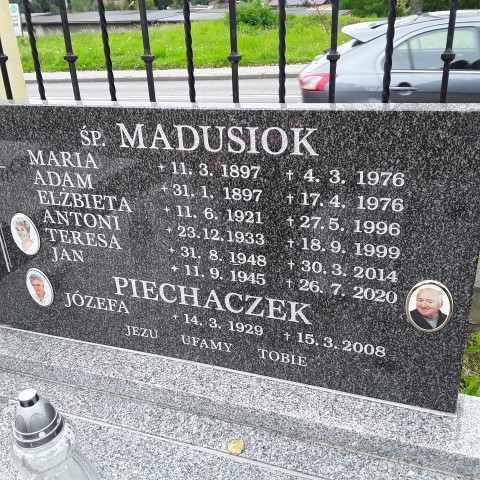 ŚP. MADUSIOK
MARIA * 11. 3. 1897 † 4. 3. 1976
ADAM * 31. 1. 1897 † 17. 4. 1976
ELŻBIETA * 11. 6. 1921 † 27. 5. 1996
ANTONI * 23. 12. 1933 † 18. 9. 1999
TERESA * 31. 8. 1948 † 30. 3. 2014
JAN * 11. 9. 1945 † 26. 7. 2020
PIECHACZEK
JÓZEFA * 14. 3. 1929 † 15. 3. 2008
JEZU UFAMY TOBIE